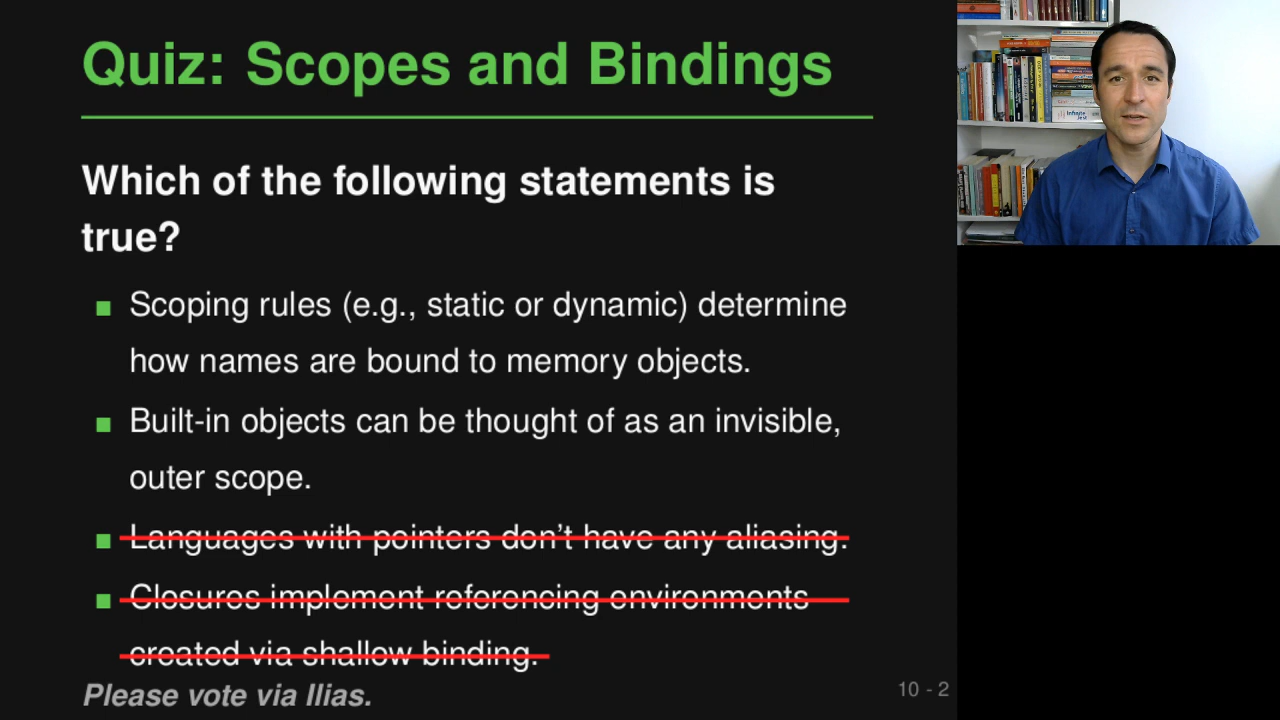 Quiz: Scopes and Bindings
Which of the following statements is
true?
Scoping rules (e.g., static or dynamic) determine
how names are bound to memory objects.
Built-in objects can be thought of as an invisible,
outer scope.
Languages with pointers don't have any aliasing.
Closures implement referencing environments
created via shallow binding.
Please vote via Ilias.
10 - 2
Infinite
Jest